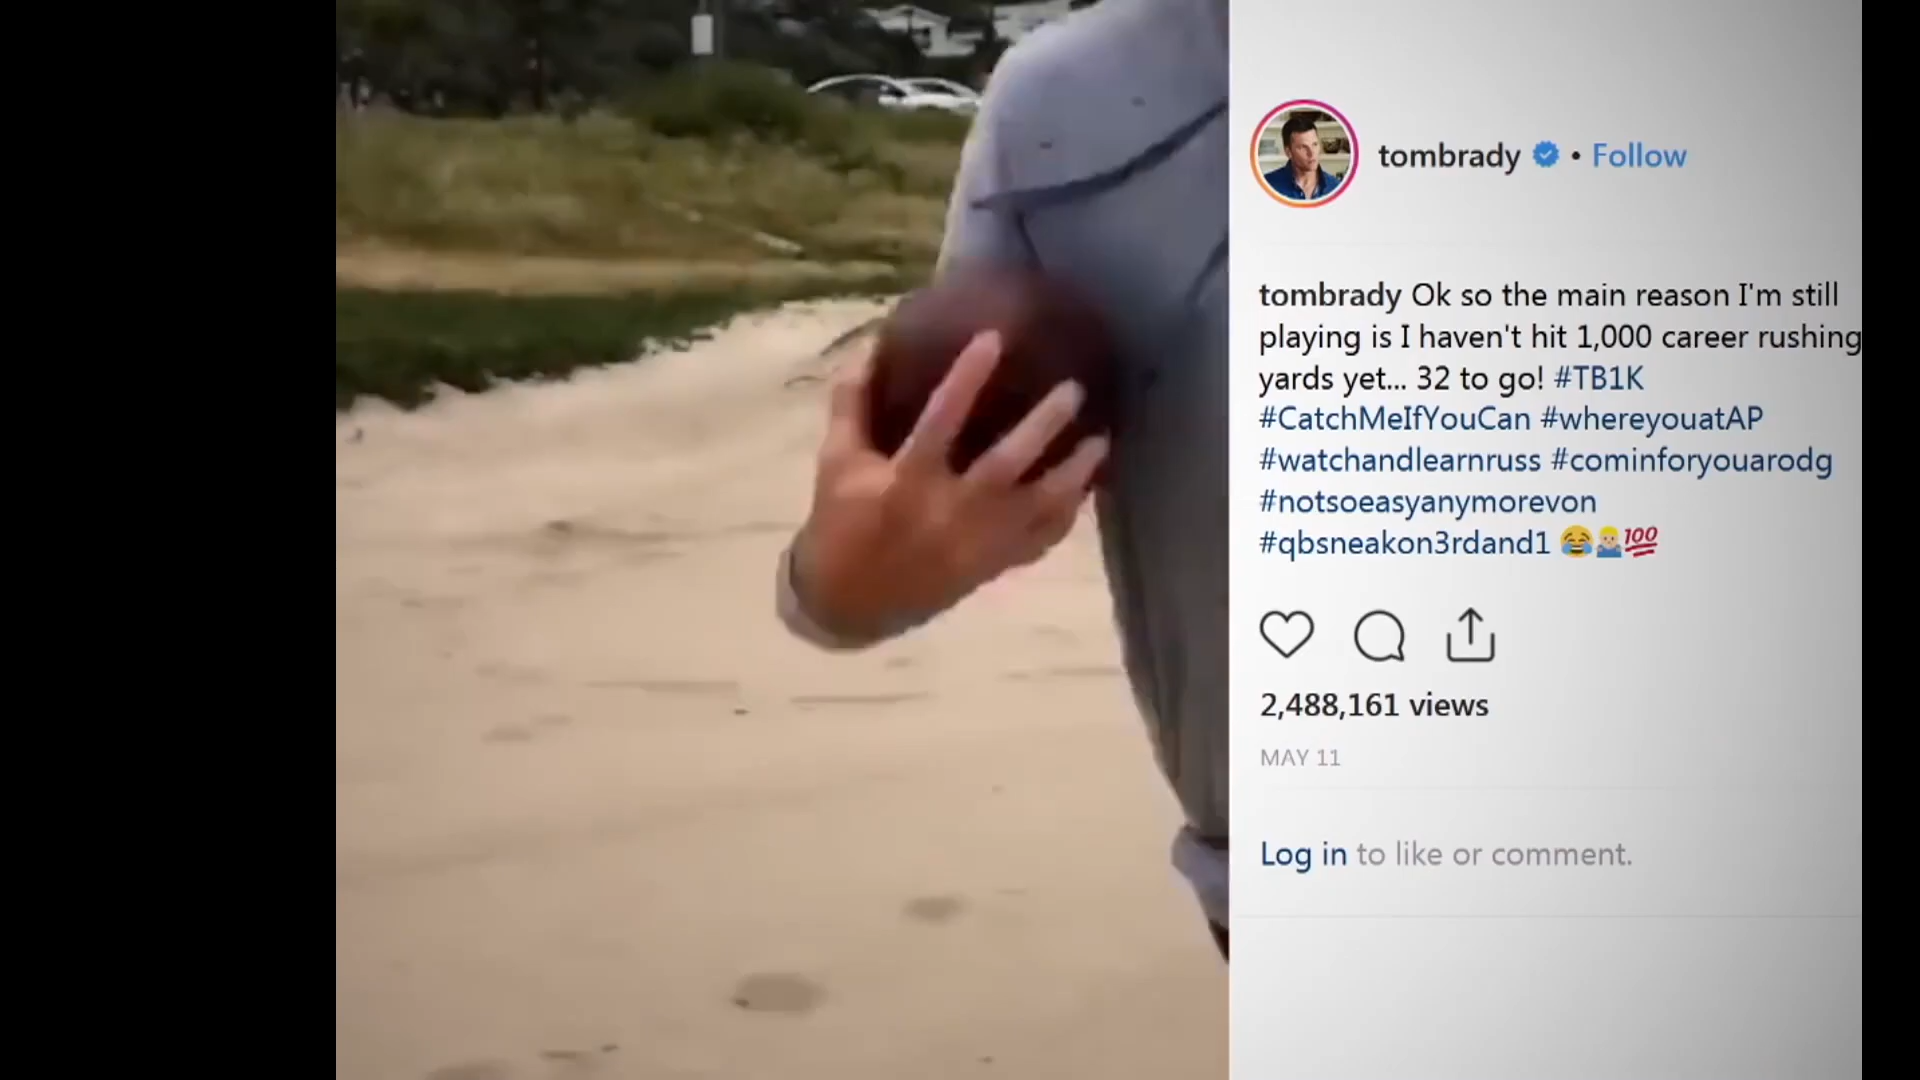 tombrady • Follow
tombrady Ok so the main reason I'm still
playing is I haven't hit 1,000 career rushing
yards yet... 32 to go! #TB1K
#CatchMeIfYouCan #whereyouatAP
#watchandlearnruss #cominforyouarodg
#notsoeasyanymorevon
#qbsneakon3rdand1 😂🤷🏼‍♂️💯
2,488,161 views
MAY 11
Log in to like or comment.